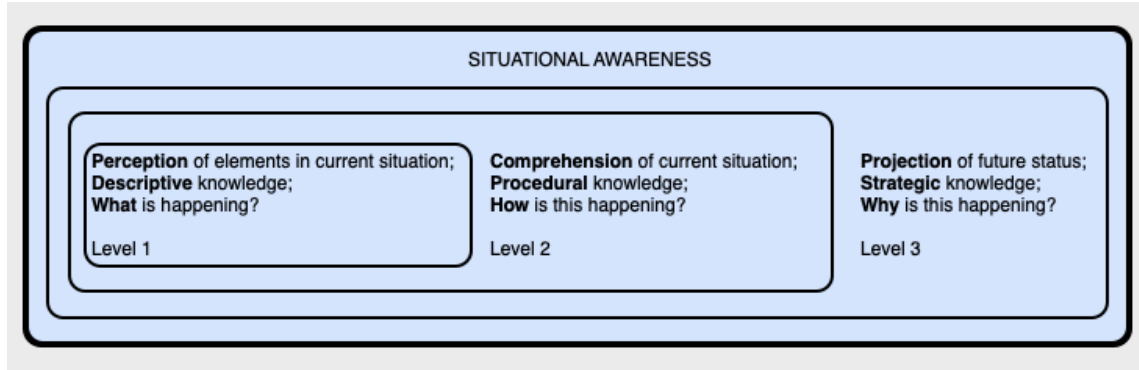 SITUATIONAL AWARENESS
Perception of elements in current situation;
Descriptive knowledge;
What is happening?
Level 1
Comprehension of current situation;
Procedural knowledge;
How is this happening?
Level 2
Projection of future status;
Strategic knowledge;
Why is this happening?
Level 3